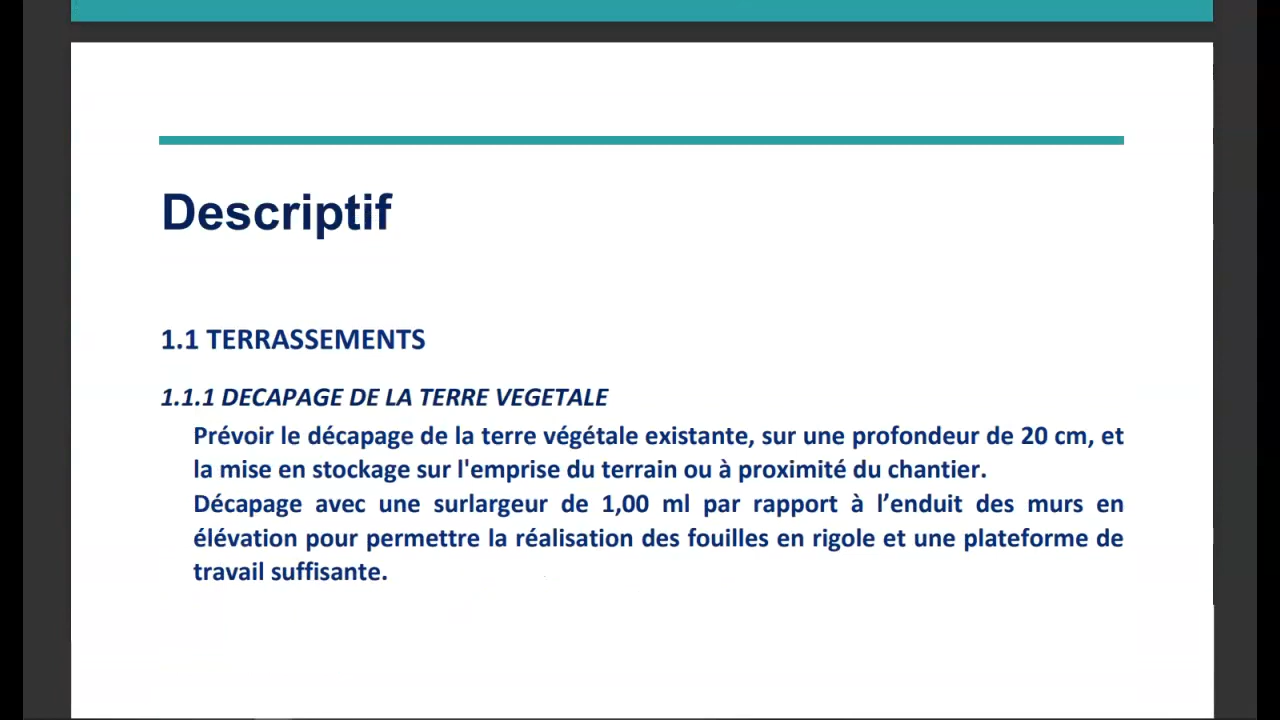 Descriptif
1.1 TERRASSEMENTS
1.1.1 DECAPAGE DE LA TERRE VEGETALE
Prévoir le décapage de la terre végétale existante, sur une profondeur de 20 cm, et
la mise en stockage sur l'emprise du terrain ou à proximité du chantier.
Décapage avec une surlargeur de 1,00 ml par rapport à l’enduit des murs en
élévation pour permettre la réalisation des fouilles en rigole et une plateforme de
travail suffisante.